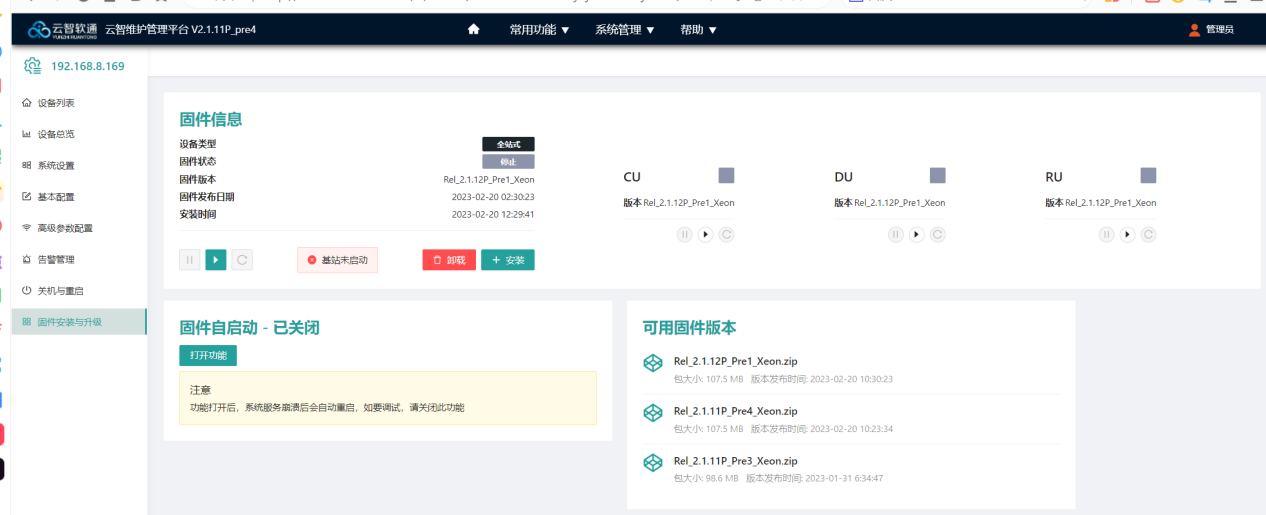 云智软通 云智维护管理平台 V2.1.11P_pre4
YUNZHI RUANTONG
常用功能 ▼
系统管理 ▼
帮助 ▼
管理员
192.168.8.169
设备列表
设备总览
系统设置
基本配置
高级参数配置
告警管理
关机与重启
固件安装与升级
固件信息
设备类型 全站式
固件状态 停止
固件版本 Rel_2.1.12P_Pre1_Xeon
固件发布日期 2023-02-20 02:30:23
安装时间 2023-02-20 12:29:41
基站未启动
卸载
+ 安装
CU
版本 Rel_2.1.12P_Pre1_Xeon
DU
版本 Rel_2.1.12P_Pre1_Xeon
RU
版本 Rel_2.1.12P_Pre1_Xeon
固件自启动 - 已关闭
打开功能
注意
功能打开后，系统服务崩溃后会自动重启，如要调试，请关闭此功能
可用固件版本
Rel_2.1.12P_Pre1_Xeon.zip
包大小: 107.5 MB 版本发布时间: 2023-02-20 10:30:23
Rel_2.1.11P_Pre4_Xeon.zip
包大小: 107.5 MB 版本发布时间: 2023-02-20 10:23:34
Rel_2.1.11P_Pre3_Xeon.zip
包大小: 98.6 MB 版本发布时间: 2023-01-31 6:34:47